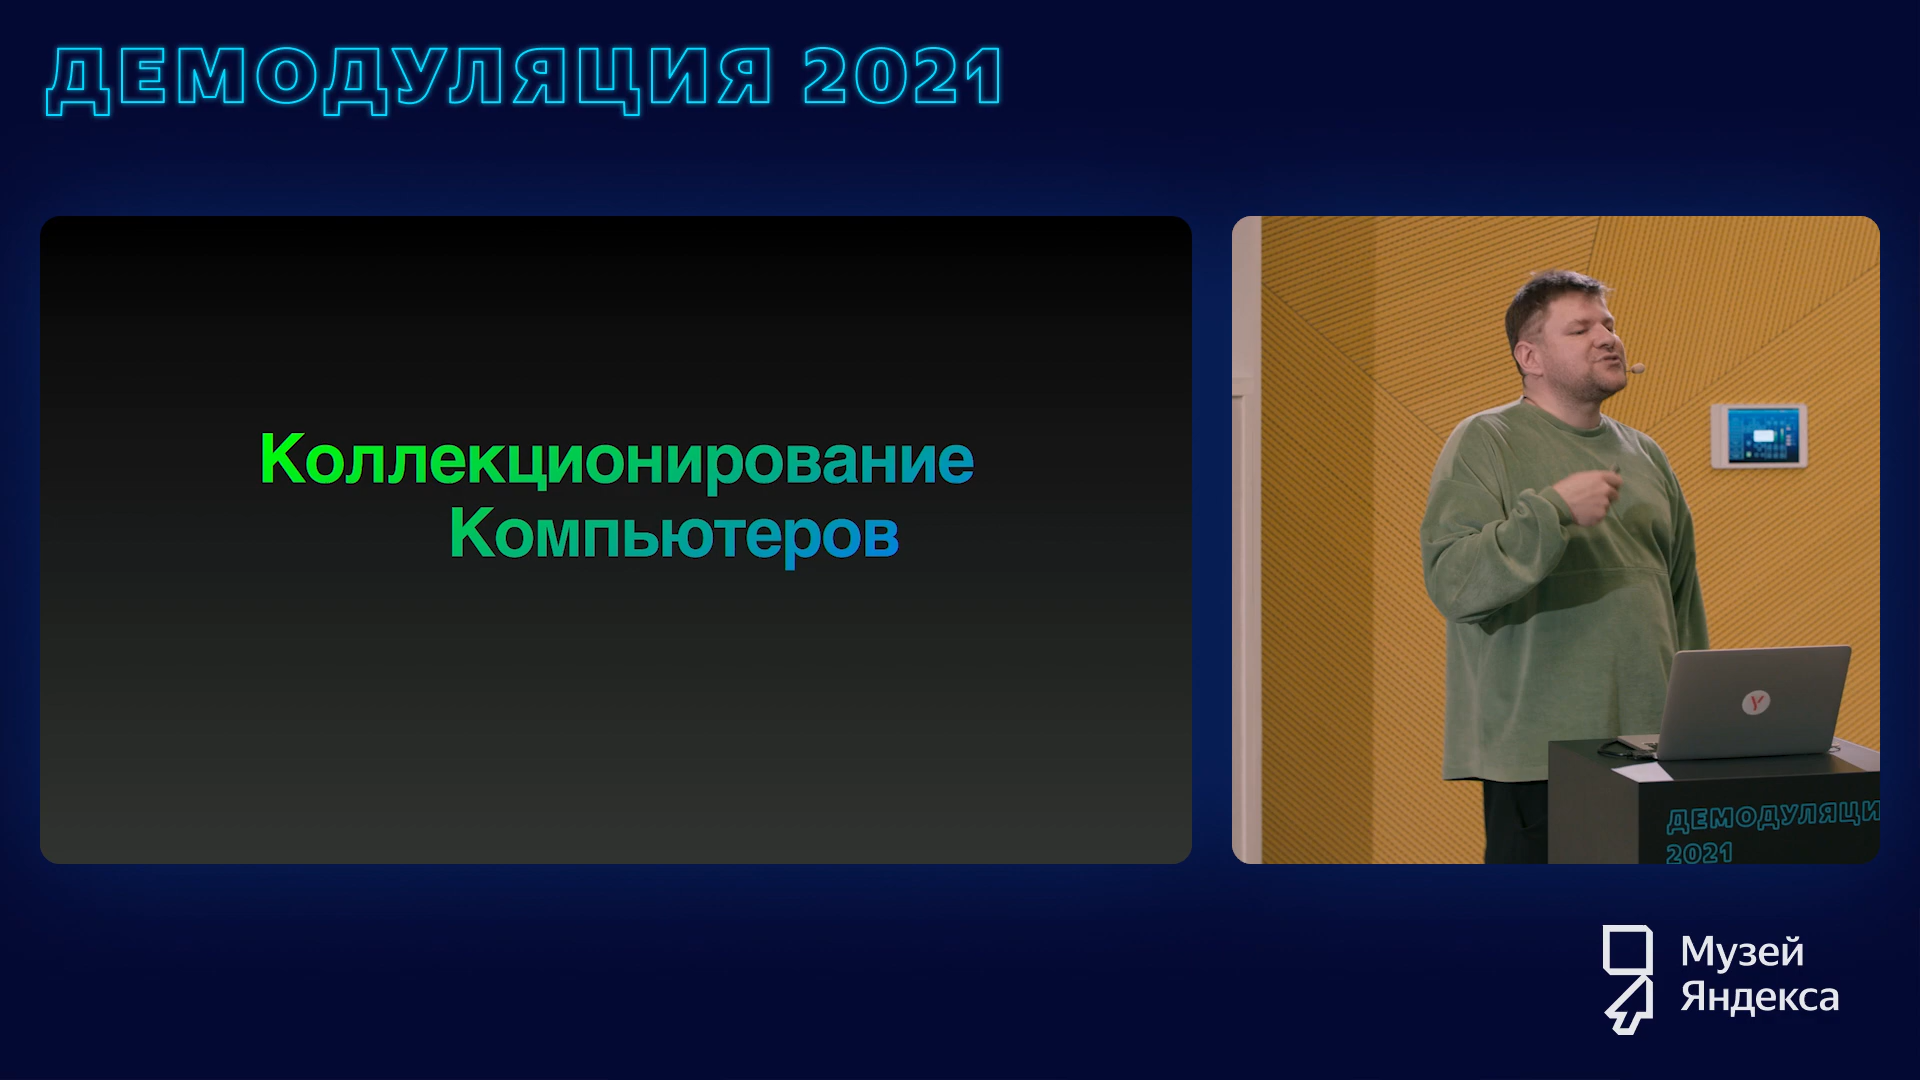 ДЕМОДУЛЯЦИЯ 2021
Коллекционирование
Компьютеров
ДЕМОДУЛЯЦИ
2021
Музей
Яндекса